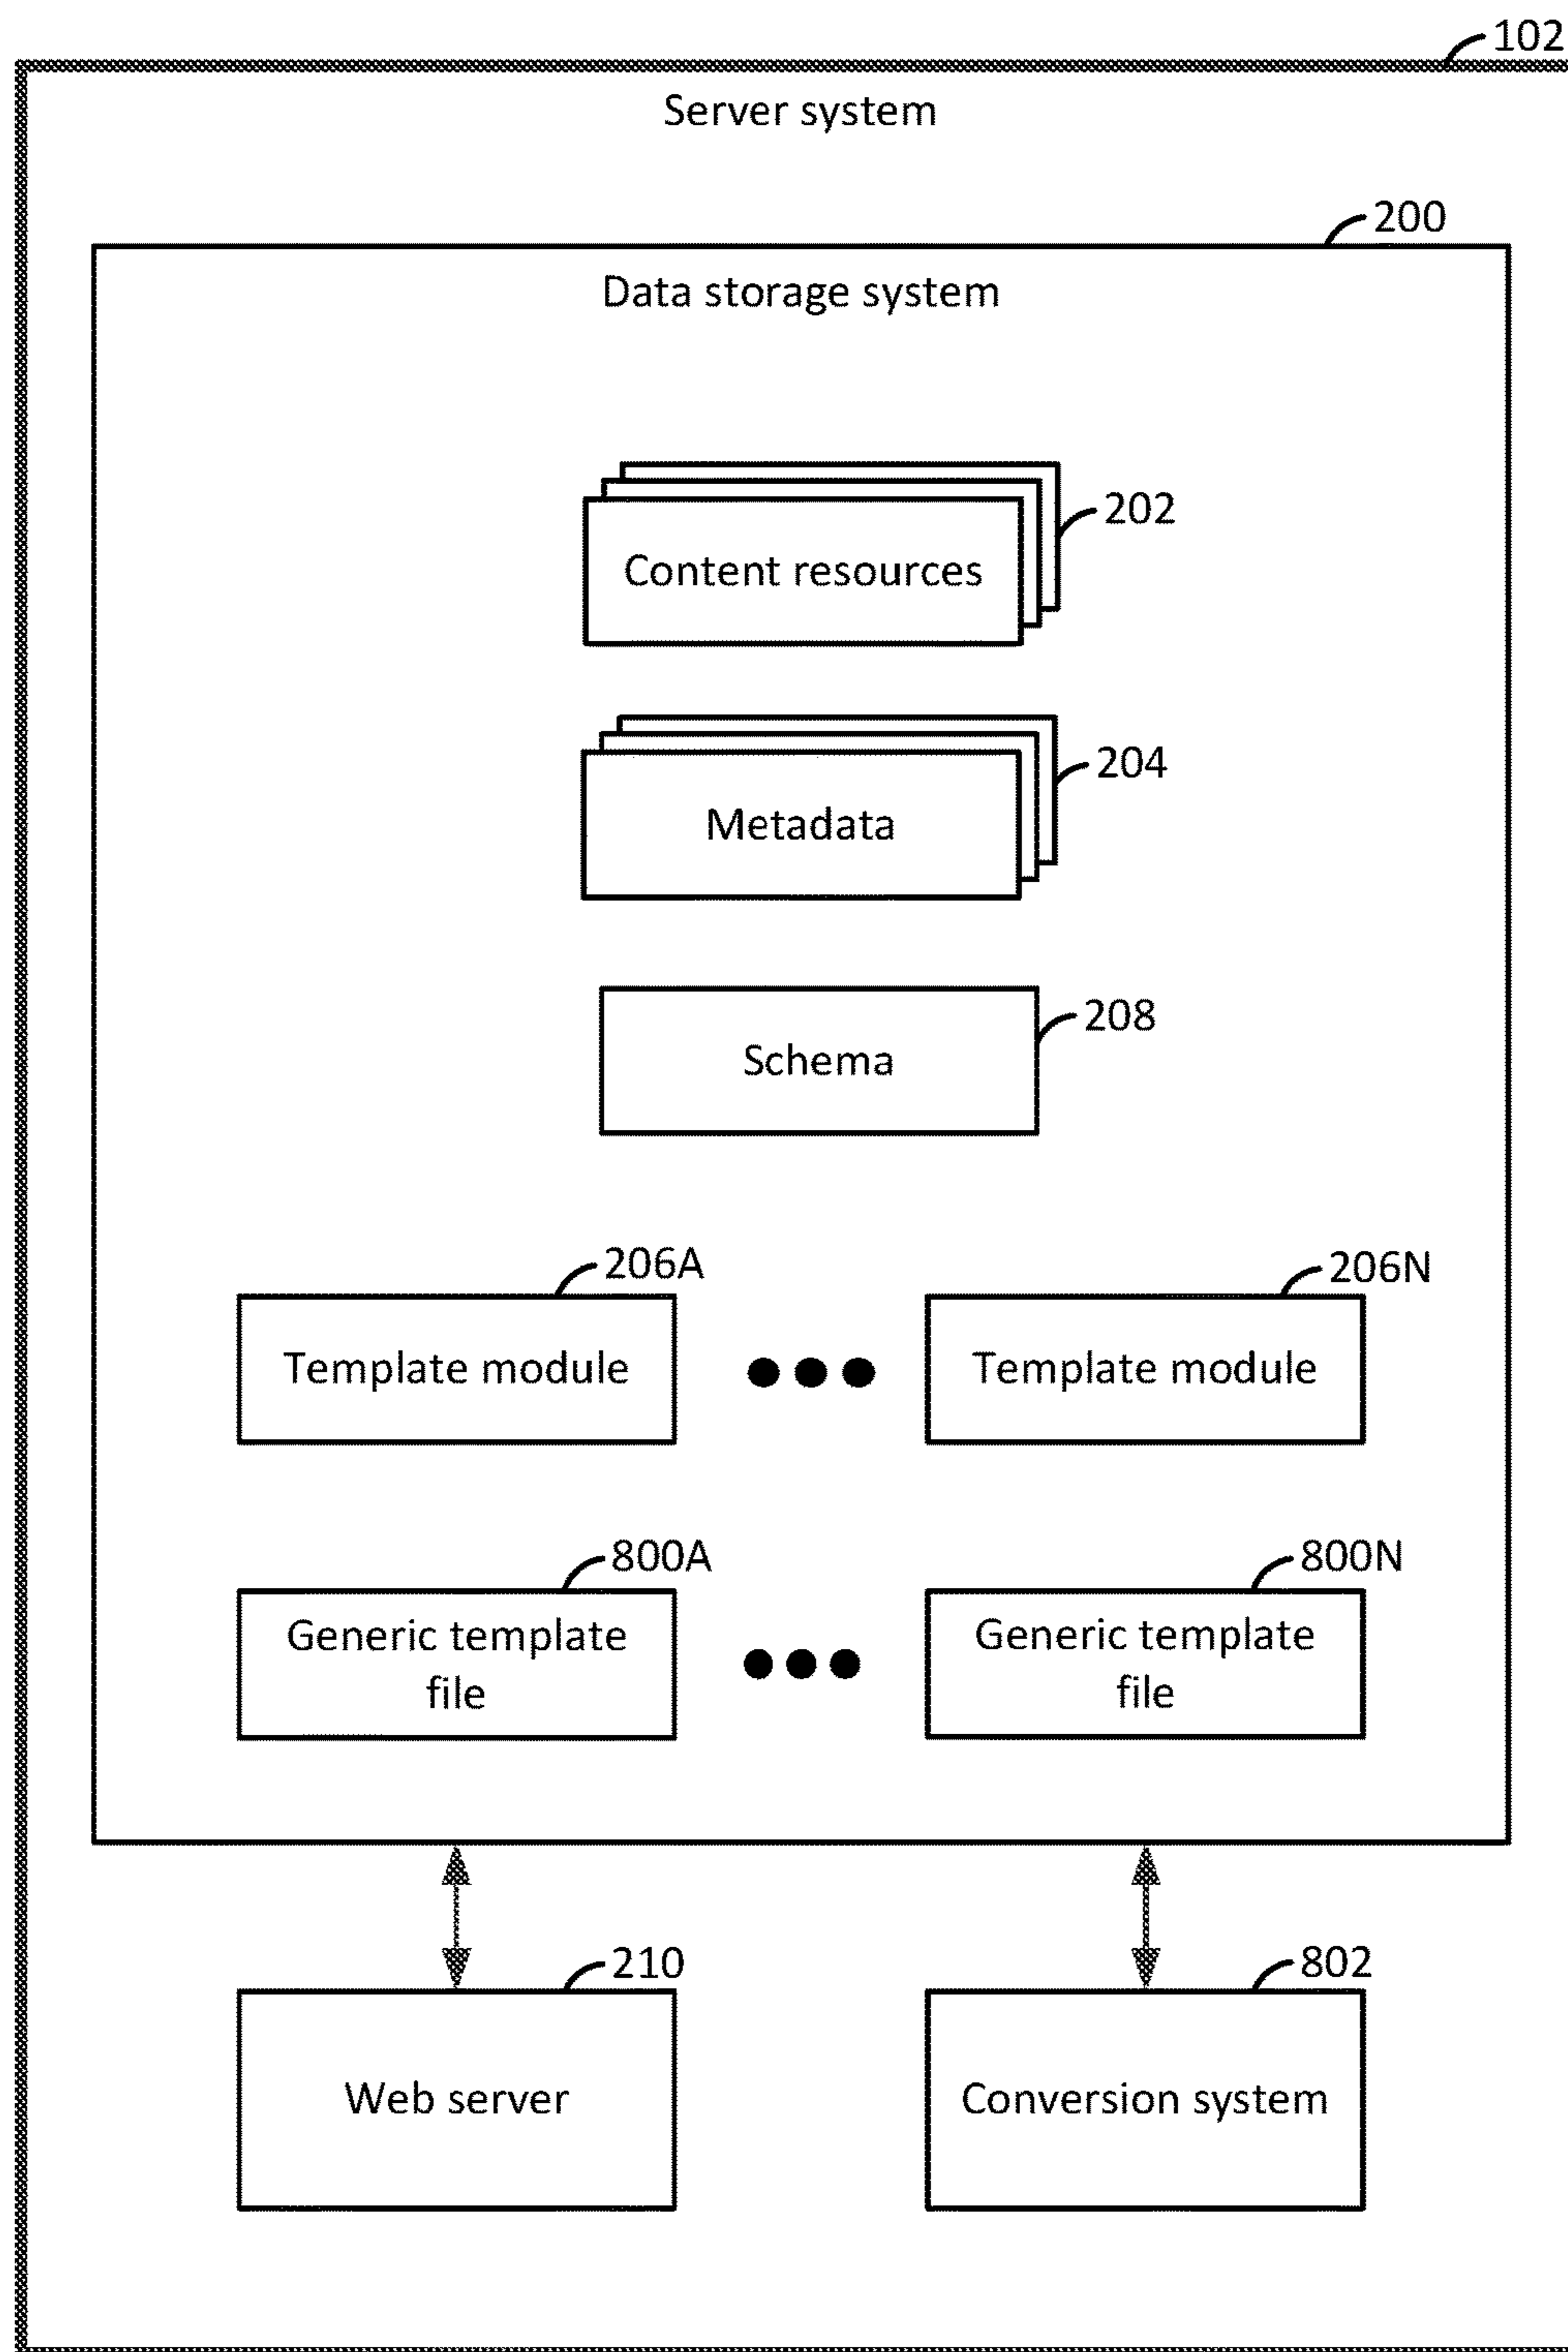 102
Server system
200
Data storage system
202
Content resources
204
Metadata
208
Schema
206A
206N
Template module
Template module
800A
800N
Generic template
file
Generic template
file
210
802
Web server
Conversion system